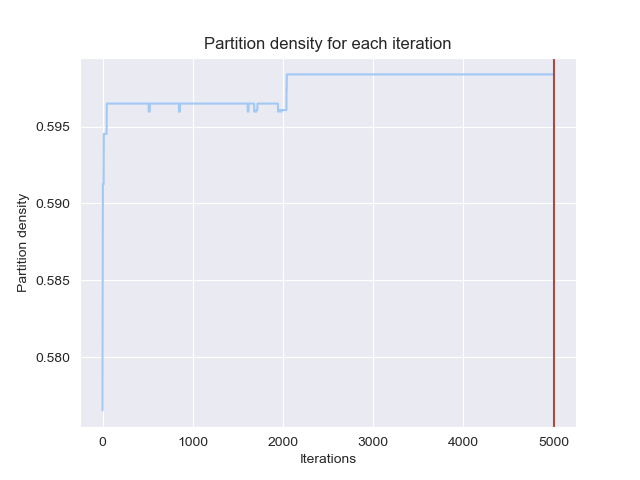 Partition density for each iteration
Partition density
0.595
0.590
0.585
0.580
0 1000 2000 3000 4000 5000
Iterations